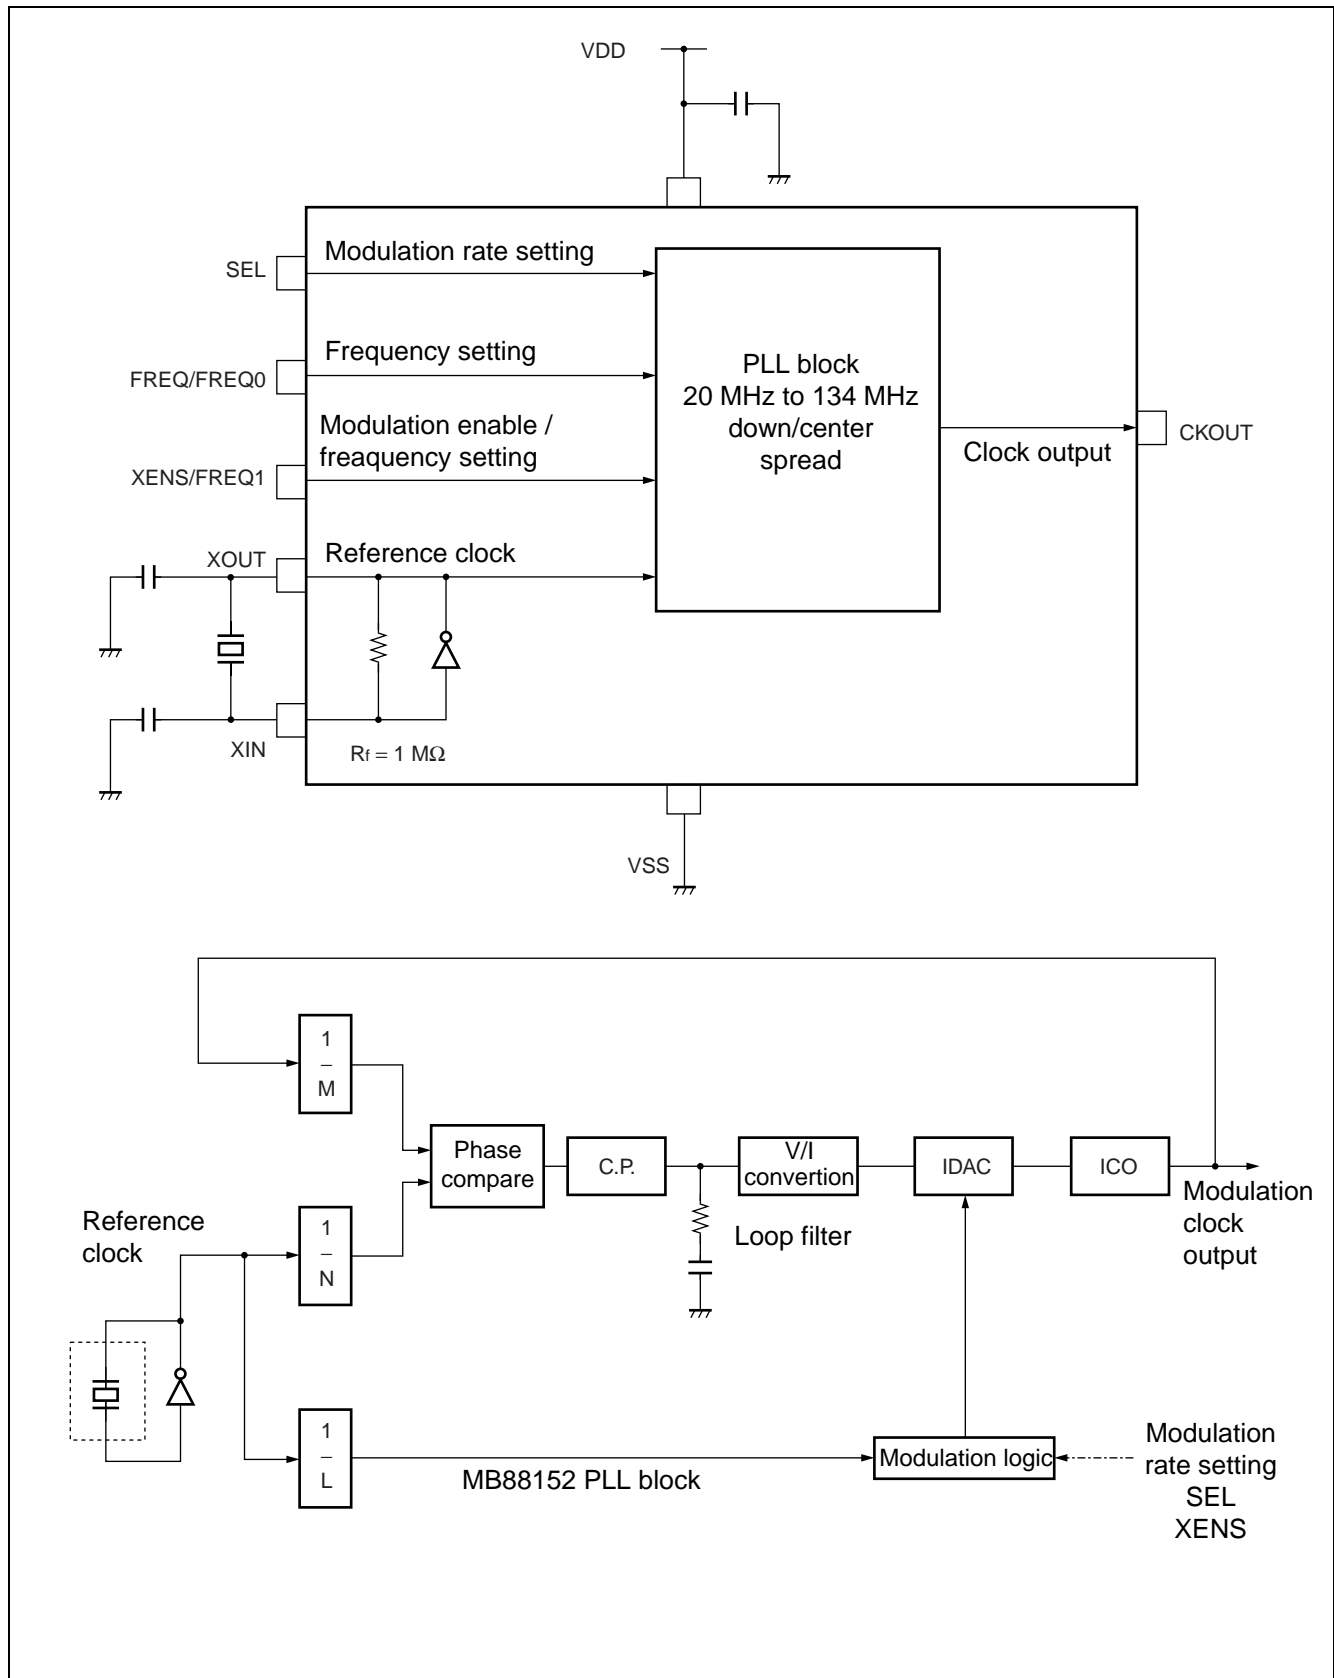 VDD
SEL
Modulation rate setting
FREQ/FREQ0
Frequency setting
XENS/FREQ1
Modulation enable /
freaquency setting
PLL block
20 MHz to 134 MHz
down/center
spread
Clock output
CKOUT
XOUT
Reference clock
XIN
Rf = 1 MΩ
VSS
1
–
M
Phase
compare
C.P.
V/I
convertion
IDAC
ICO
Modulation
clock
output
Reference
clock
1
–
N
Loop filter
1
–
L
MB88152 PLL block
Modulation logic
Modulation
rate setting
SEL
XENS